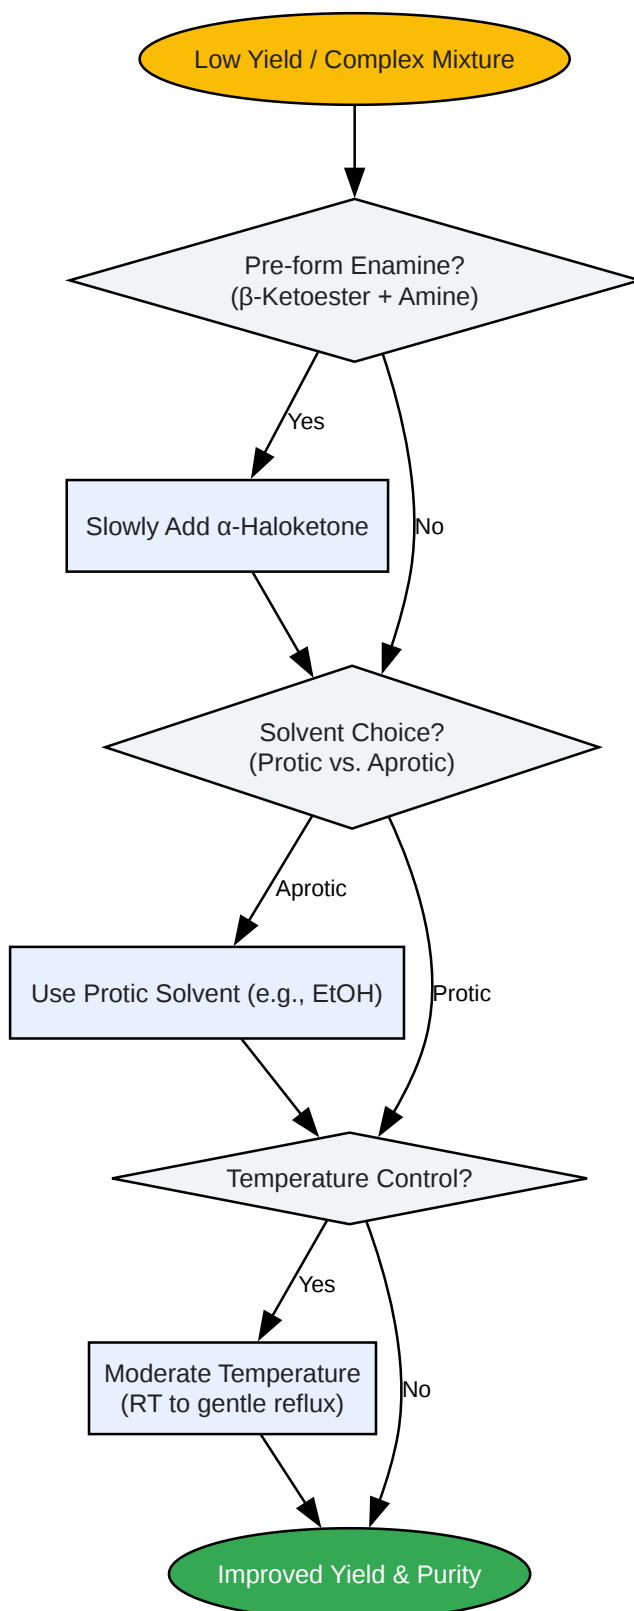 Low Yield / Complex Mixture
Pre-form Enamine?
(β-Ketoester + Amine)
Yes
Slowly Add α-Haloketone
No
Solvent Choice?
(Protic vs. Aprotic)
Aprotic
Use Protic Solvent (e.g., EtOH)
Protic
Temperature Control?
Yes
Moderate Temperature
(RT to gentle reflux)
No
Improved Yield & Purity